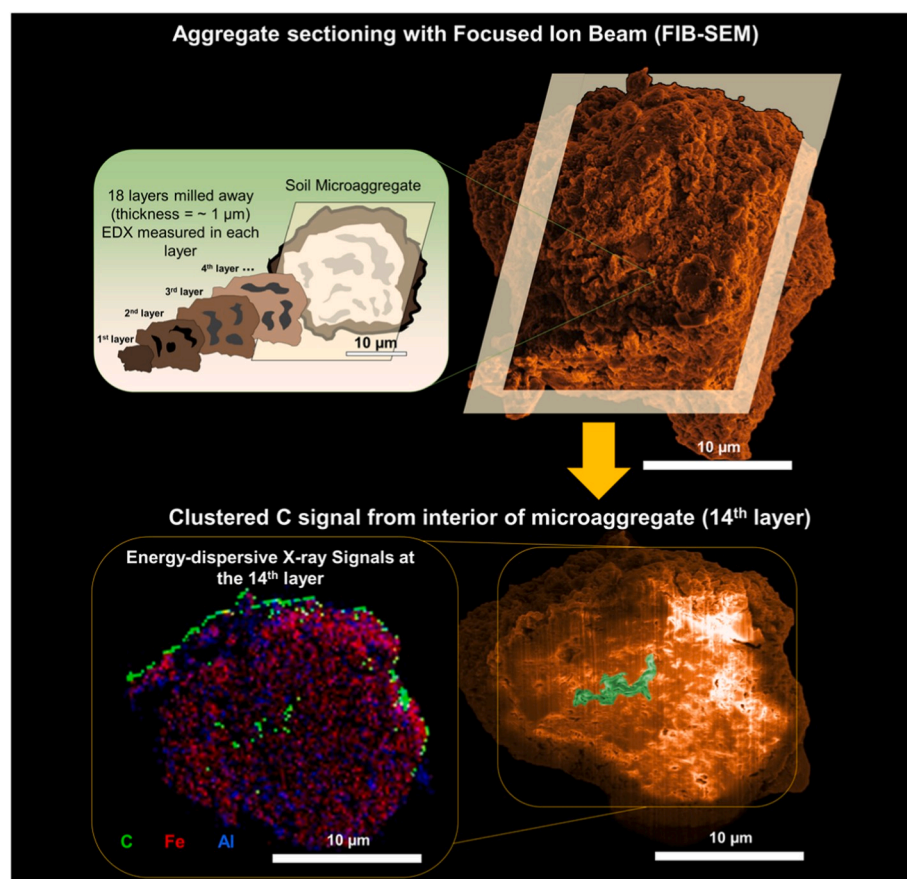 Aggregate sectioning with Focused Ion Beam (FIB-SEM)
18 layers milled away
(thickness = ~ 1 µm)
EDX measured in each
layer
Soil Microaggregate
4th layer ...
3rd layer
2nd layer
1st layer
10 µm
10 µm
Clustered C signal from interior of microaggregate (14th layer)
Energy-dispersive X-ray Signals at
the 14th layer
C Fe Al
10 µm
10 µm